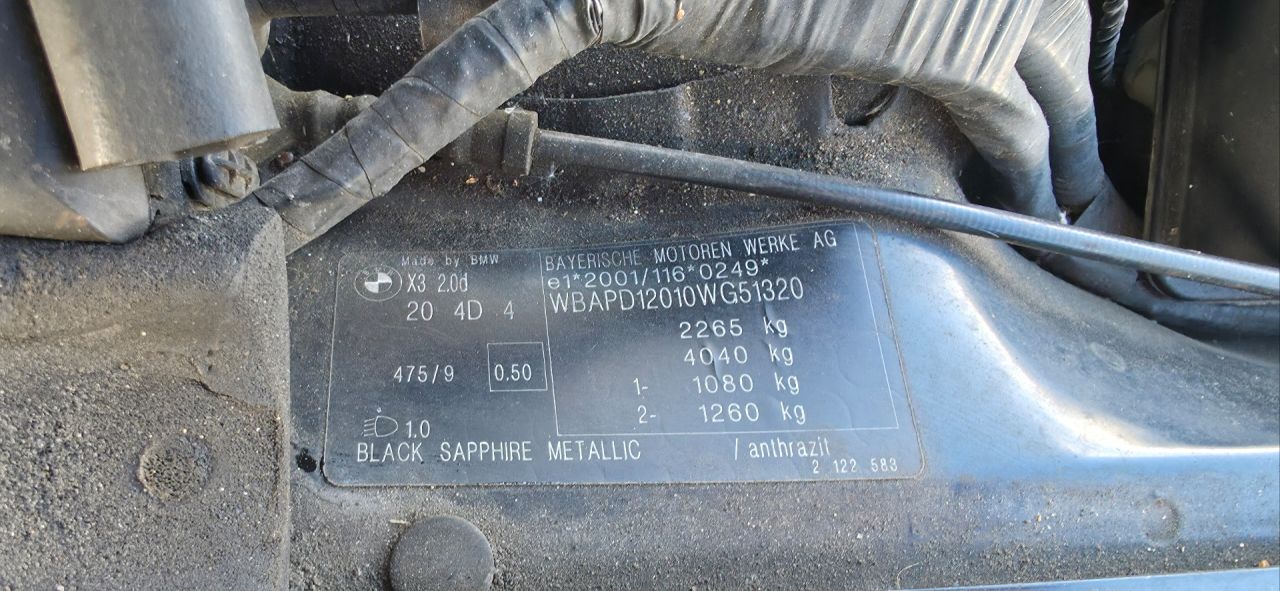 Made by BMW
X3 2.0d
20 4D 4
475/9 0.50
1.0
BAYERISCHE MOTOREN WERKE AG
e1*2001/116*0249*
WBAPD12010WG51320
2265 kg
4040 kg
1- 1080 kg
2- 1260 kg
BLACK SAPPHIRE METALLIC / anthrazit
2 122 583